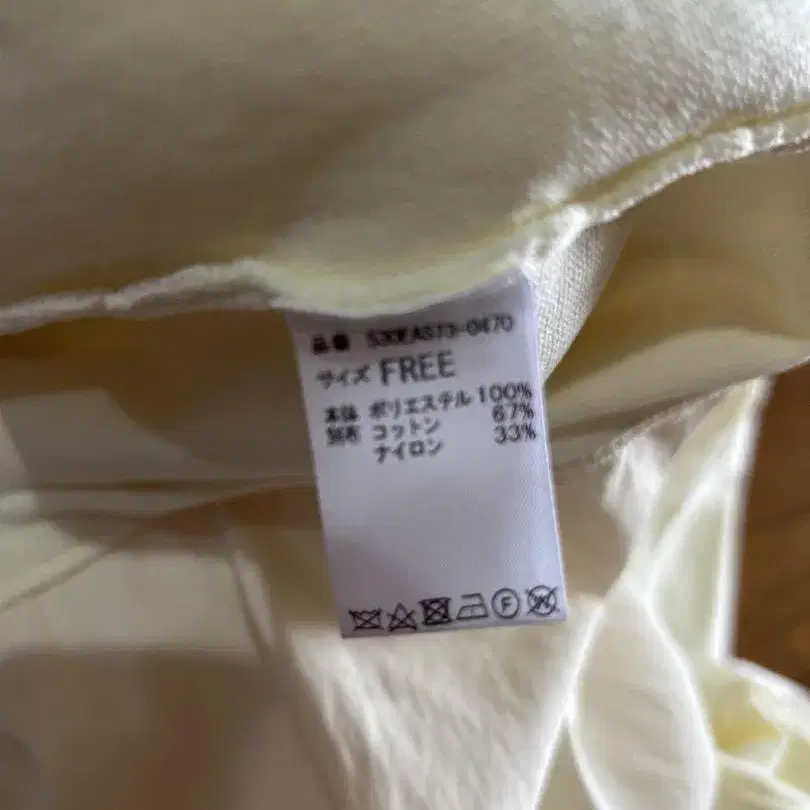 品番 S30EAS73-0470
サイズ FREE
本体 ポリエステル 100%
別布 コットン 67%
ナイロン 33%
F W